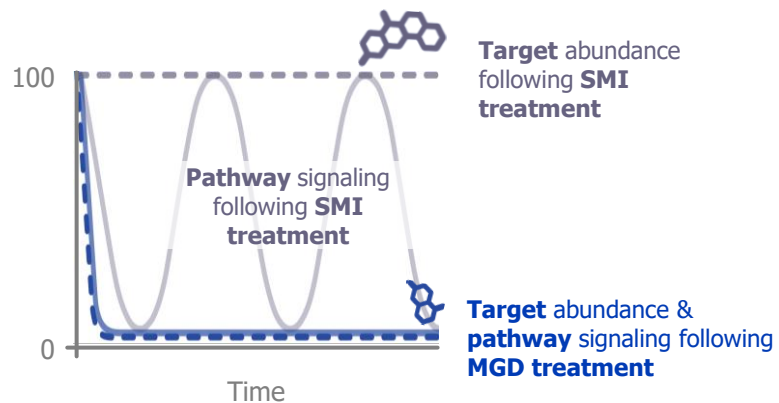 Target abundance
following SMI
treatment
100
Pathway signaling
following SMI
treatment
Target abundance &
pathway signaling following
MGD treatment
0
Time